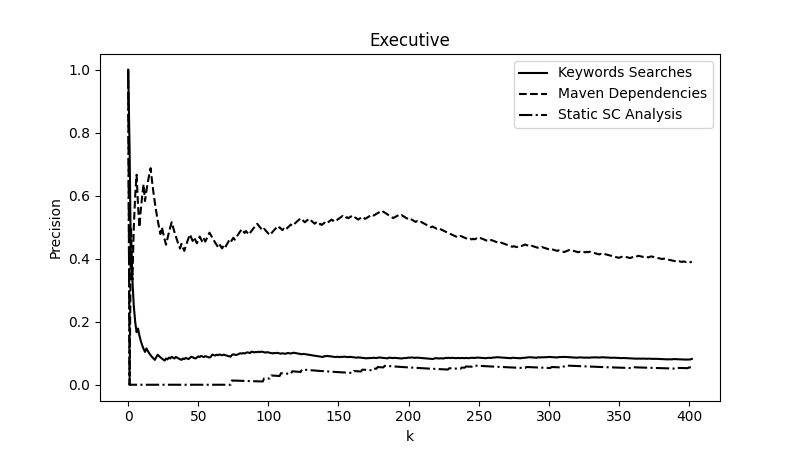 Executive
Keywords Searches
Maven Dependencies
Static SC Analysis
Precision
1.0
0.8
0.6
0.4
0.2
0.0
0 50 100 150 200 250 300 350 400
k